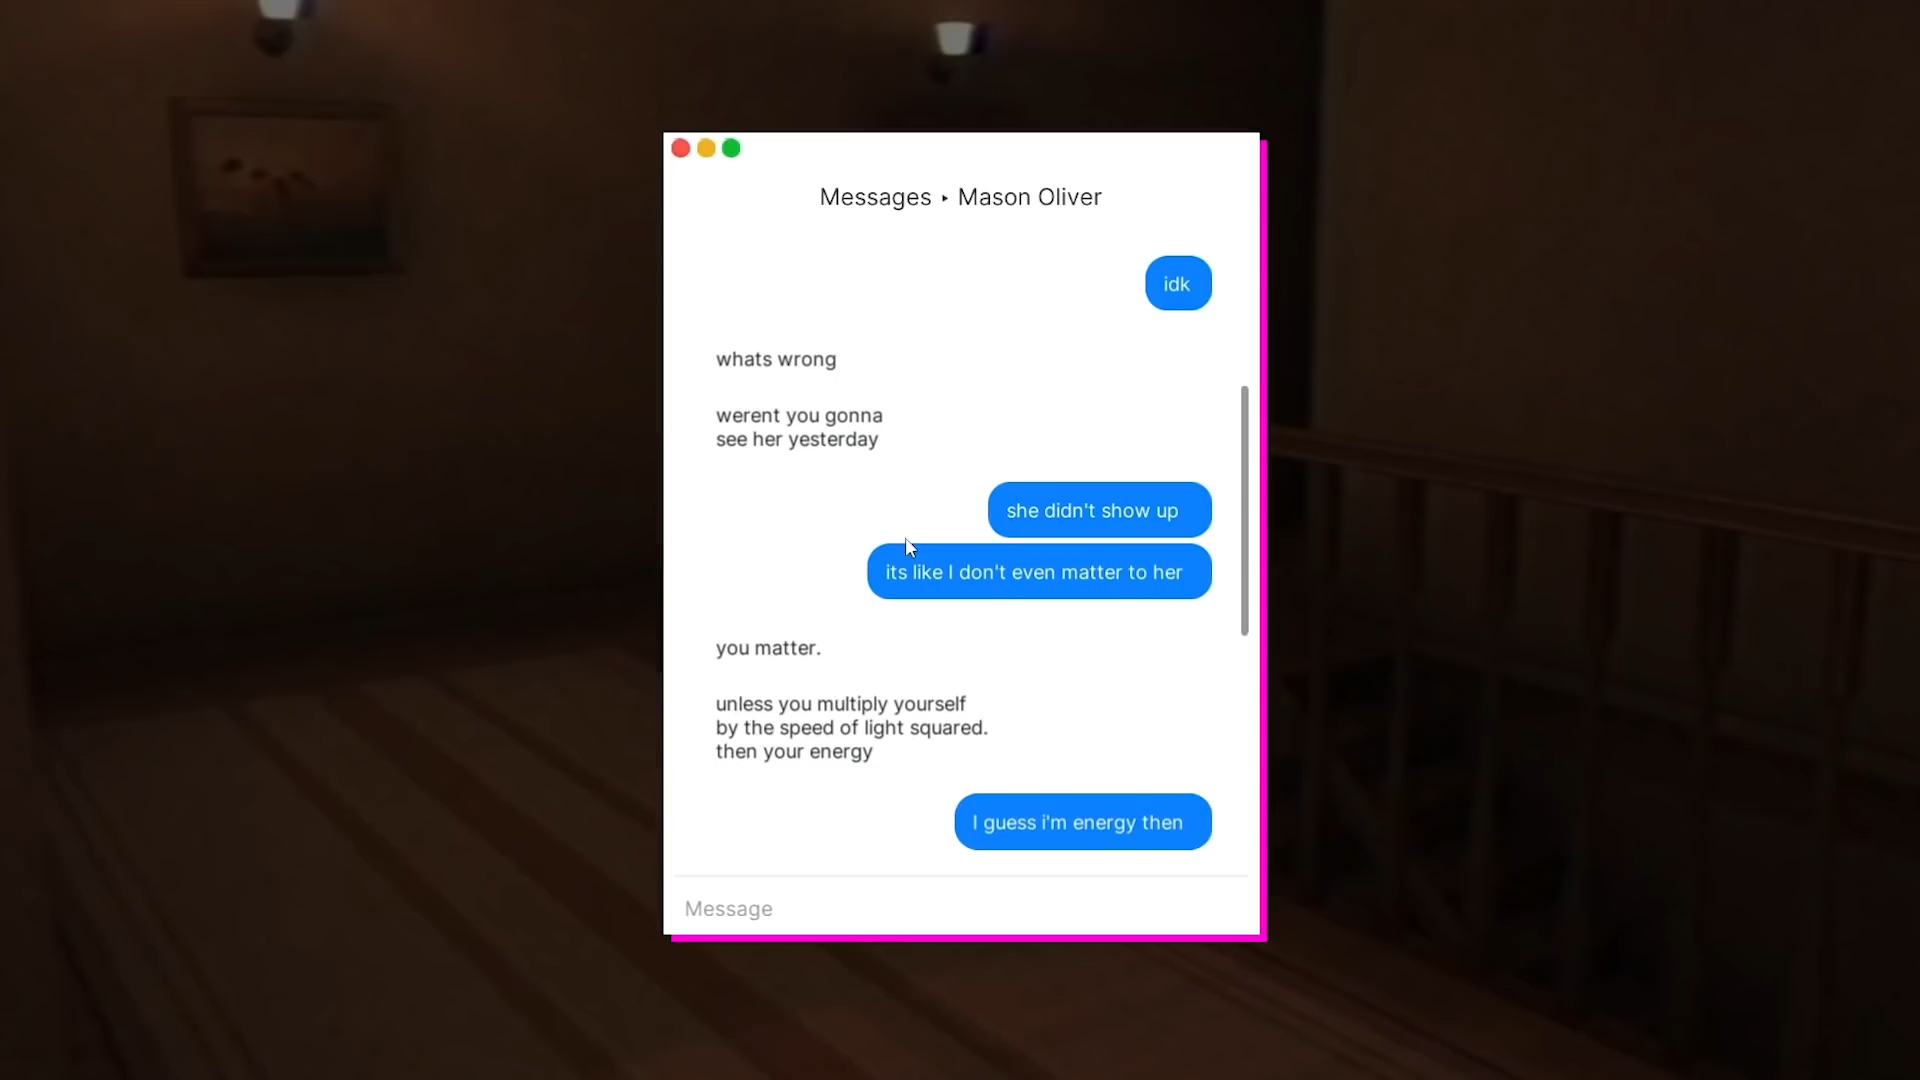 Messages ‣ Mason Oliver
idk
whats wrong
werent you gonna
see her yesterday
she didn't show up
its like I don't even matter to her
you matter.
unless you multiply yourself
by the speed of light squared.
then your energy
I guess i'm energy then
Message